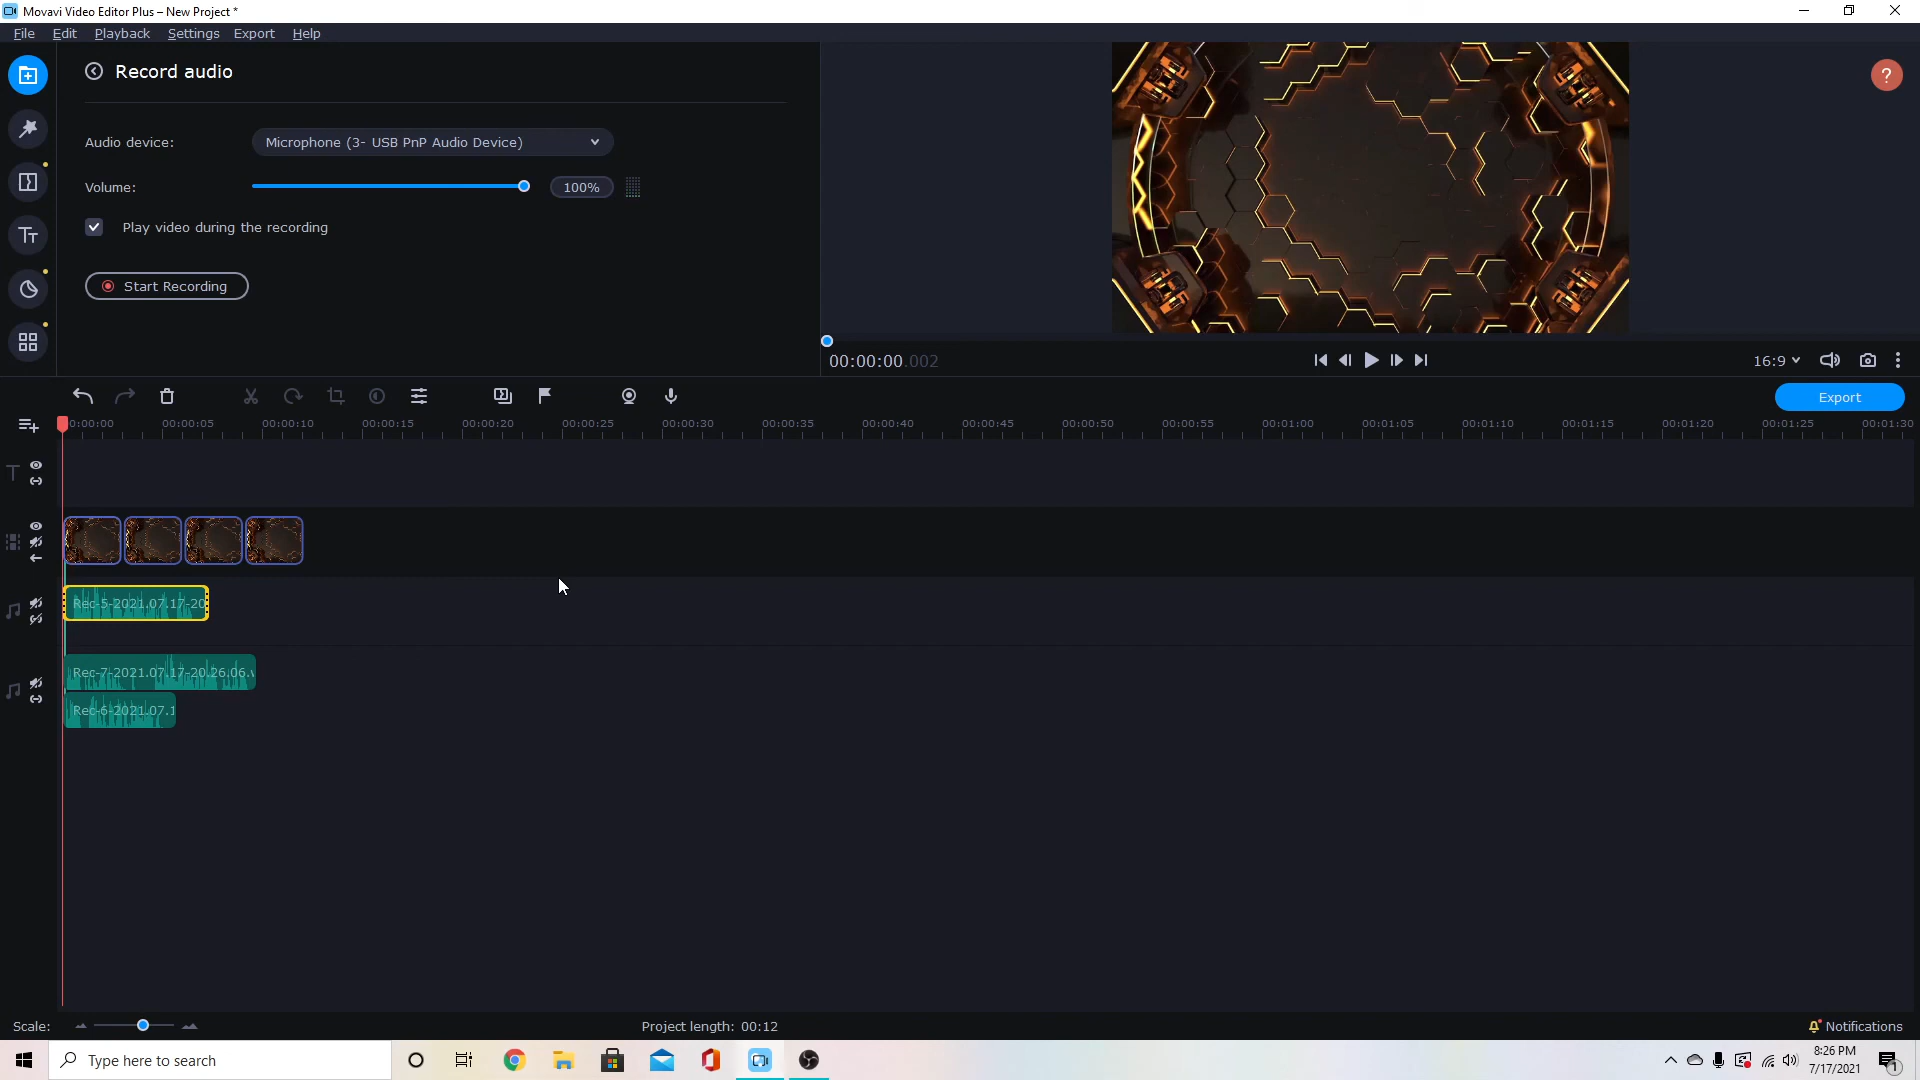 Movavi Video Editor Plus – New Project *
File Edit Playback Settings Export Help
Record audio
Audio device: Microphone (3- USB PnP Audio Device)
Volume: 100%
Play video during the recording
Start Recording
?
00:00:00.002
16:9
Export
0:00:00 00:00:05 00:00:10 00:00:15 00:00:20 00:00:25 00:00:30 00:00:35 00:00:40 00:00:45 00:00:50 00:00:55 00:01:00 00:01:05 00:01:10 00:01:15 00:01:20 00:01:25 00:01:30
Rec-5-2021.07.17-20
Rec-7-2021.07.17-20.26.06.
Rec-6-2021.07.1
Scale:
Project length: 00:12
Notifications
Type here to search
8:26 PM
7/17/2021
1